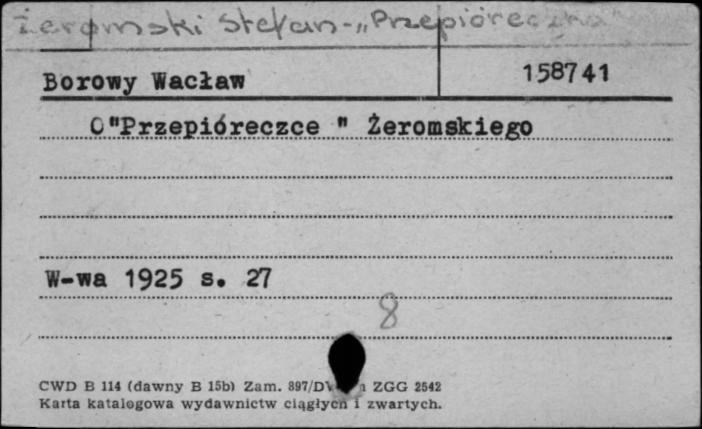 Żeromski Stefan - „Przepióreczka"
Borowy Wacław 158741
O"Przepióreczce " Żeromskiego
W-wa 1925 s. 27
8
CWD B 114 (dawny B 15b) Zam. 897/ ZGG 2542
Karta katalogowa wydawnictw ciągłych i zwartych.